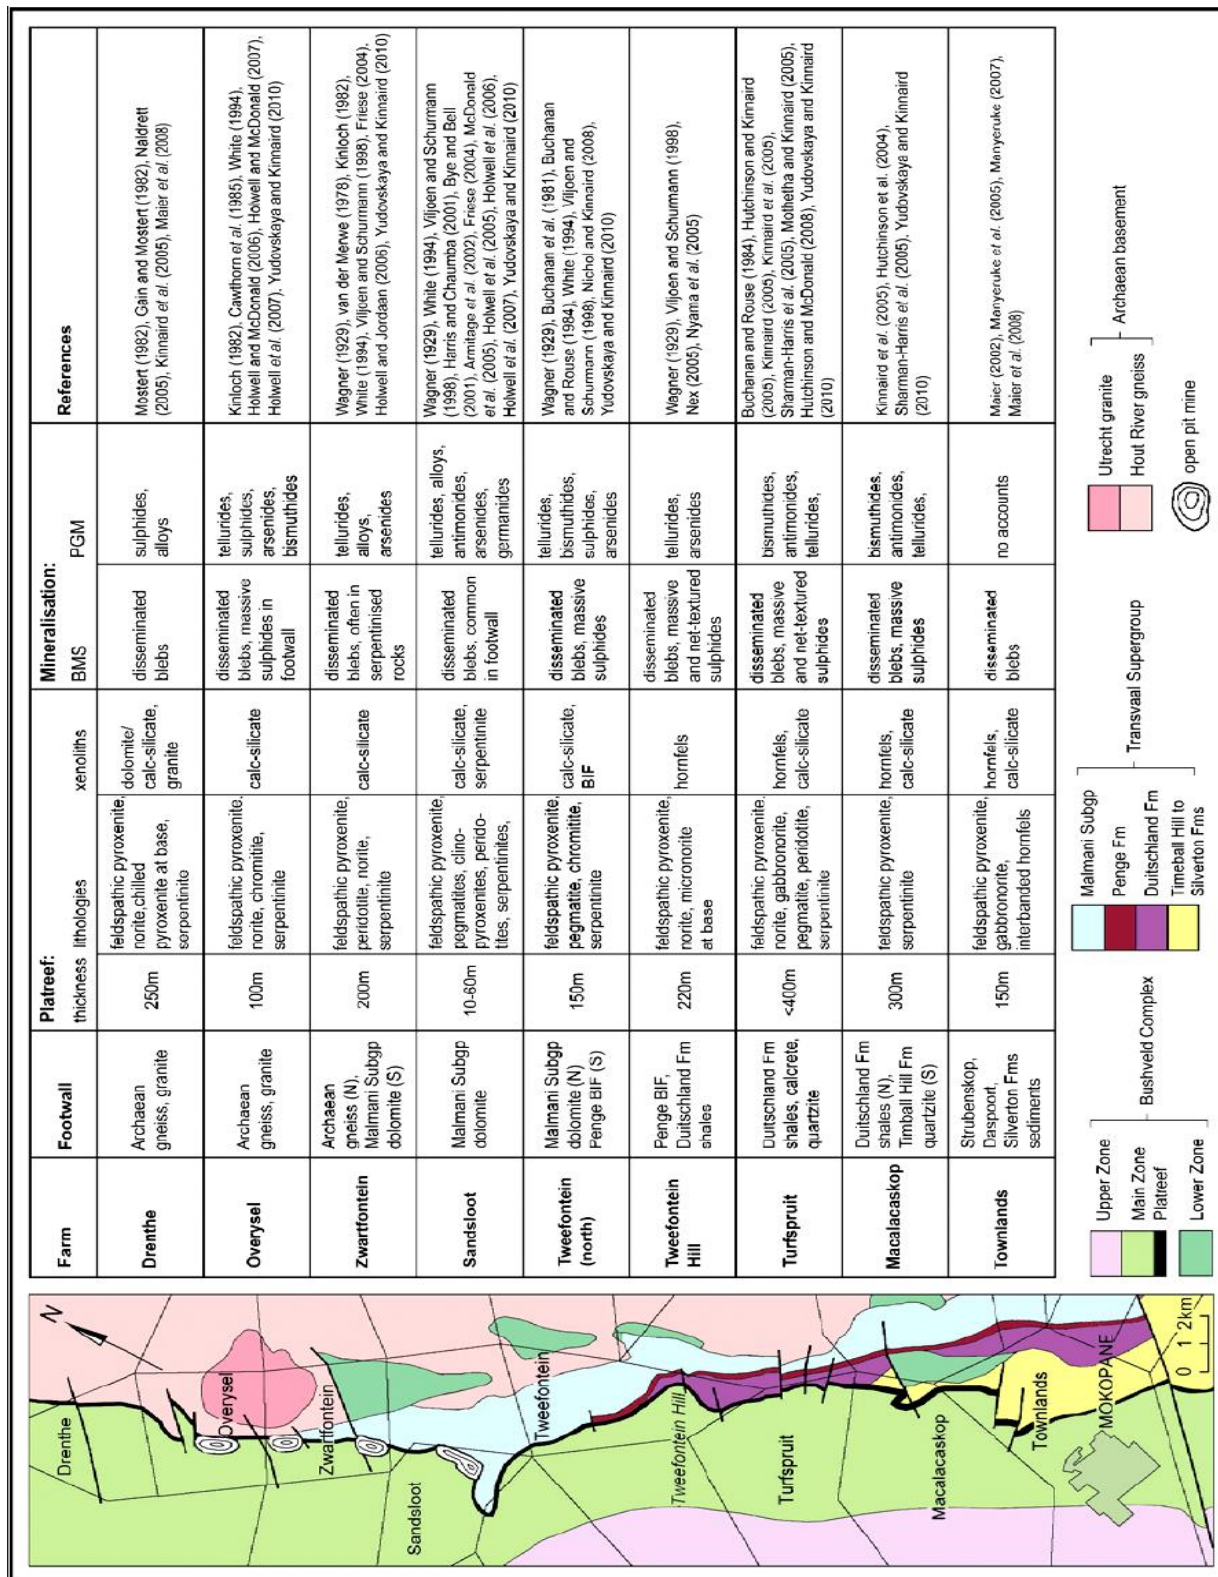 Farm
Footwall
Platreef:
thickness
lithologies
xenoliths
Mineralisation:
BMS
PGM
References
Drenthe
Archaean
gneiss, granite
250m
feldspathic pyroxenite,
norite,chilled
pyroxenite at base,
serpentinite
dolomite/
calc-silicate,
granite
disseminated
blebs
sulphides,
alloys
Mostert (1982), Gain and Mostert (1982), Naldrett
(2005), Kinnaird et al. (2005), Maier et al. (2008)
Overysel
Archaean
gneiss, granite
100m
feldspathic pyroxenite,
norite, chromitite,
serpentinite
calc-silicate
disseminated
blebs, massive
sulphides in
footwall
tellurides,
sulphides,
arsenides,
bismuthides
Kinloch (1982), Cawthorn et al. (1985), White (1994),
Holwell and McDonald (2006), Holwell and McDonald (2007),
Holwell et al. (2007), Yudovskaya and Kinnaird (2010)
Zwartfontein
Archaean
gneiss (N),
Malmani Subgp
dolomite (S)
200m
feldspathic pyroxenite,
peridotite, norite,
serpentinite
calc-silicate
disseminated
blebs, often in
serpentinised
rocks
tellurides,
alloys,
arsenides
Wagner (1929), van der Merwe (1978), Kinloch (1982),
White (1994), Viljoen and Schurmann (1998), Friese (2004),
Holwell and Jordaan (2006), Yudovskaya and Kinnaird (2010)
Sandsloot
Malmani Subgp
dolomite
10-60m
feldspathic pyroxenite,
pegmatites, clino-
pyroxenites, perido-
tites, serpentinites,
calc-silicate,
serpentinite
disseminated
blebs, common
in footwall
tellurides, alloys,
antimonides,
arsenides,
germanides
Wagner (1929), White (1994), Viljoen and Schurmann
(1998), Harris and Chaumba (2001), Bye and Bell
(2001), Armitage et al. (2002), Friese (2004), McDonald
et al. (2005), Holwell et al. (2005), Holwell et al. (2006),
Holwell et al. (2007), Yudovskaya and Kinnaird (2010)
Tweefontein
(north)
Malmani Subgp
dolomite (N)
Penge BIF (S)
150m
feldspathic pyroxenite,
pegmatite, chromitite,
serpentinite
calc-silicate,
BIF
disseminated
blebs, massive
sulphides
tellurides,
bismuthides,
sulphides,
arsenides
Wagner (1929), Buchanan et al. (1981), Buchanan
and Rouse (1984), White (1994), Viljoen and
Schurmann (1998), Nichol and Kinnaird (2008),
Yudovskaya and Kinnaird (2010)
Tweefontein
Hill
Penge BIF,
Duitschland Fm
shales
220m
feldspathic pyroxenite,
norite, micronorite
at base
hornfels
disseminated
blebs, massive
and net-textured
sulphides
tellurides,
arsenides
Wagner (1929), Viljoen and Schurmann (1998),
Nex (2005), Nyama et al. (2005)
Turfspruit
Duitschland Fm
shales, calcrete,
quartzite
<400m
feldspathic pyroxenite,
norite, gabbronorite,
pegmatite, peridotite,
serpentinite
hornfels,
calc-silicate
disseminated
blebs, massive
and net-textured
sulphides
bismuthides,
antimonides,
tellurides,
Buchanan and Rouse (1984), Hutchinson and Kinnaird
(2005), Kinnaird (2005), Kinnaird et al. (2005),
Sharman-Harris et al. (2005), Mothetha and Kinnaird (2005),
Hutchinson and McDonald (2008), Yudovskaya and Kinnaird
(2010)
Macalacaskop
Duitschland Fm
shales (N),
Timball Hill Fm
quartzite (S)
300m
feldspathic pyroxenite,
serpentinite
hornfels,
calc-silicate
disseminated
blebs, massive
sulphides
bismuthides,
antimonides,
tellurides,
Kinnaird et al. (2005), Hutchinson et al. (2004),
Sharman-Harris et al. (2005), Yudovskaya and Kinnaird
(2010)
Townlands
Strubenskop,
Daspoort,
Silverton Fms
sediments
150m
feldspathic pyroxenite,
gabbronorite,
interbanded hornfels
hornfels,
calc-silicate
disseminated
blebs
no accounts
Maier (2002), Manyeruke et al. (2005), Manyeruke (2007),
Maier et al. (2008)
N
Drenthe
Overysel
Zwartfontein
Sandsloot
Tweefontein
Tweefontein Hill
Turfspruit
Macalacaskop
Townlands
MOKOPANE
0 1 2km
Upper Zone
Main Zone
Platreef
Lower Zone
Bushveld Complex
Malmani Subgp
Penge Fm
Duitschland Fm
Timeball Hill to
Silverton Fms
Transvaal Supergroup
Utrecht granite
Hout River gneiss
Archaean basement
open pit mine